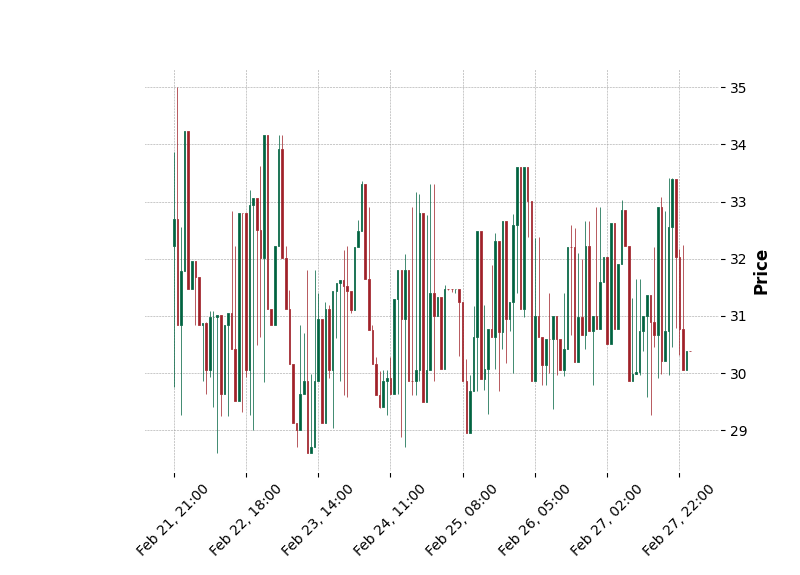 35
34
33
32
31
30
29
Price
Feb 21, 21:00
Feb 22, 18:00
Feb 23, 14:00
Feb 24, 11:00
Feb 25, 08:00
Feb 26, 05:00
Feb 27, 02:00
Feb 27, 22:00